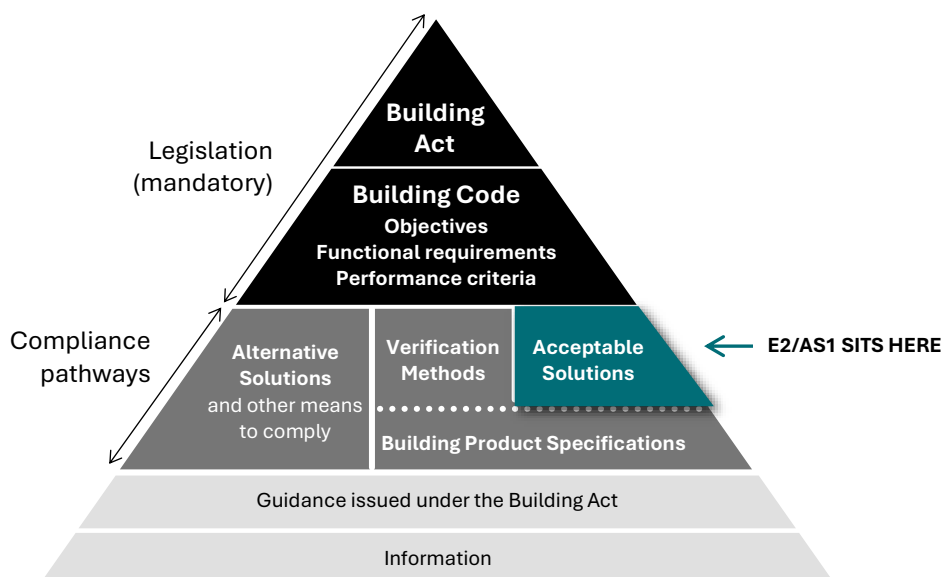 Building
Act
Legislation
(mandatory)
Building Code
Objectives
Functional requirements
Performance criteria
Compliance
pathways
Alternative
Solutions
and other means
to comply
Verification
Methods
Acceptable
Solutions
E2/AS1 SITS HERE
Building Product Specifications
Guidance issued under the Building Act
Information